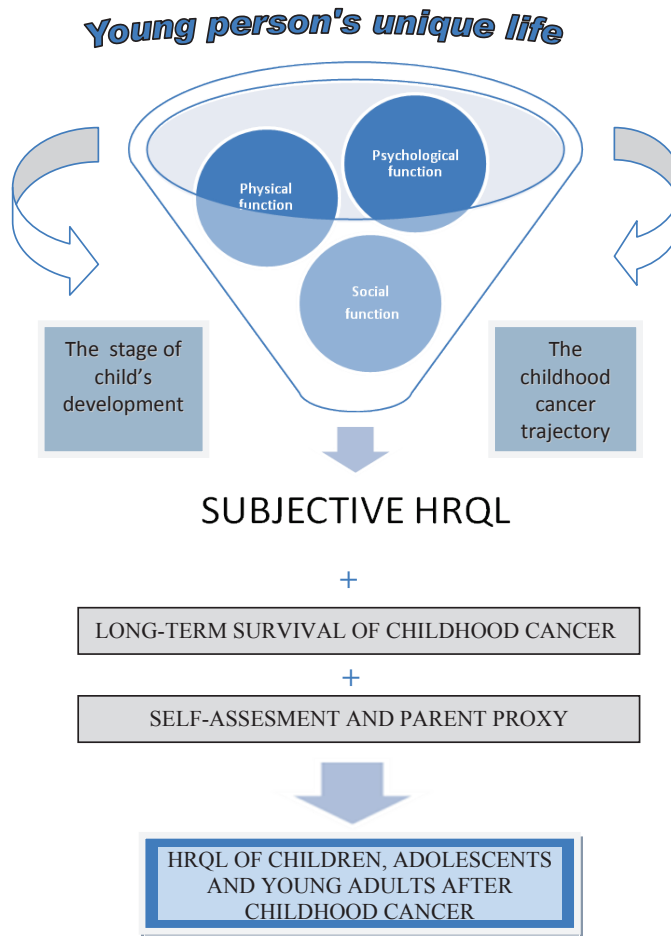 Young person's unique life
Psychological
function
Physical
function
Social
function
The stage of
child’s
development
The
childhood
cancer
trajectory
SUBJECTIVE HRQL
+
LONG-TERM SURVIVAL OF CHILDHOOD CANCER
+
SELF-ASSESMENT AND PARENT PROXY
HRQL OF CHILDREN, ADOLESCENTS
AND YOUNG ADULTS AFTER
CHILDHOOD CANCER